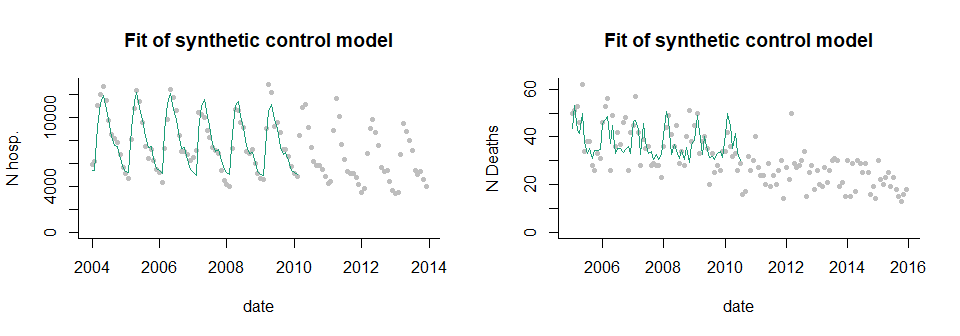 Fit of synthetic control model
N hosp.
10000
4000
0
2004 2006 2008 2010 2012 2014
date
Fit of synthetic control model
N Deaths
60
40
20
0
2006 2008 2010 2012 2014 2016
date